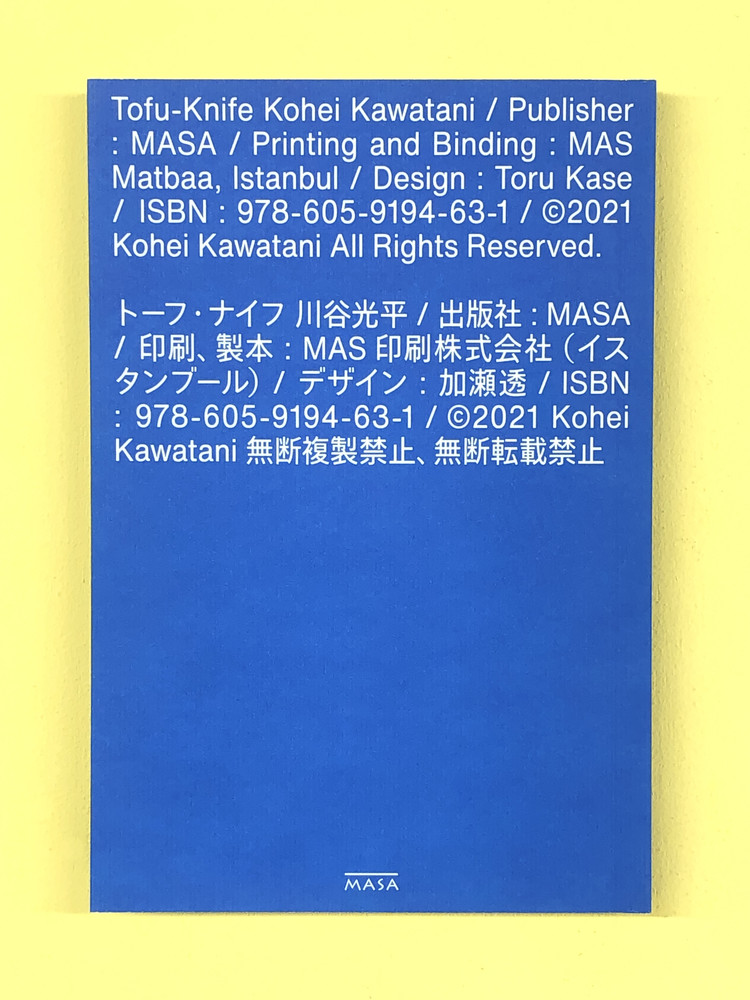 Tofu-Knife Kohei Kawatani / Publisher
: MASA / Printing and Binding : MAS
Matbaa, Istanbul / Design : Toru Kase
/ ISBN : 978-605-9194-63-1 / ©2021
Kohei Kawatani All Rights Reserved.
トーフ・ナイフ 川谷光平 / 出版社 : MASA
/ 印刷、製本 : MAS 印刷株式会社（イス
タンブール）/ デザイン : 加瀬透 / ISBN
: 978-605-9194-63-1 / ©2021 Kohei
Kawatani 無断複製禁止、無断転載禁止
MASA